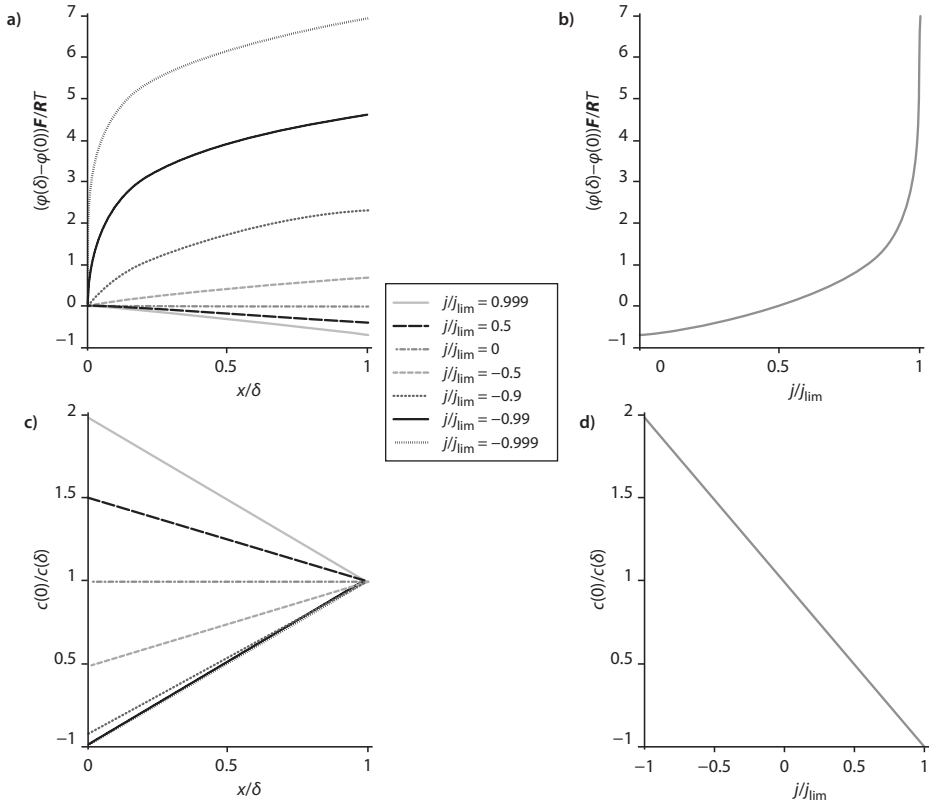 a)
(φ(δ)−φ(0))F/RT
7
6
5
4
3
2
1
0
−1
0
0.5
1
x/δ
b)
(φ(δ)−φ(0))F/RT
7
6
5
4
3
2
1
0
−1
0
0.5
1
j/jlim
j/jlim = 0.999
j/jlim = 0.5
j/jlim = 0
j/jlim = −0.5
j/jlim = −0.9
j/jlim = −0.99
j/jlim = −0.999
c)
c(0)/c(δ)
2
1.5
1
0.5
−1
0
0.5
1
x/δ
d)
c(0)/c(δ)
2
1.5
1
0.5
−1
−1
−0.5
0
0.5
1
j/jlim